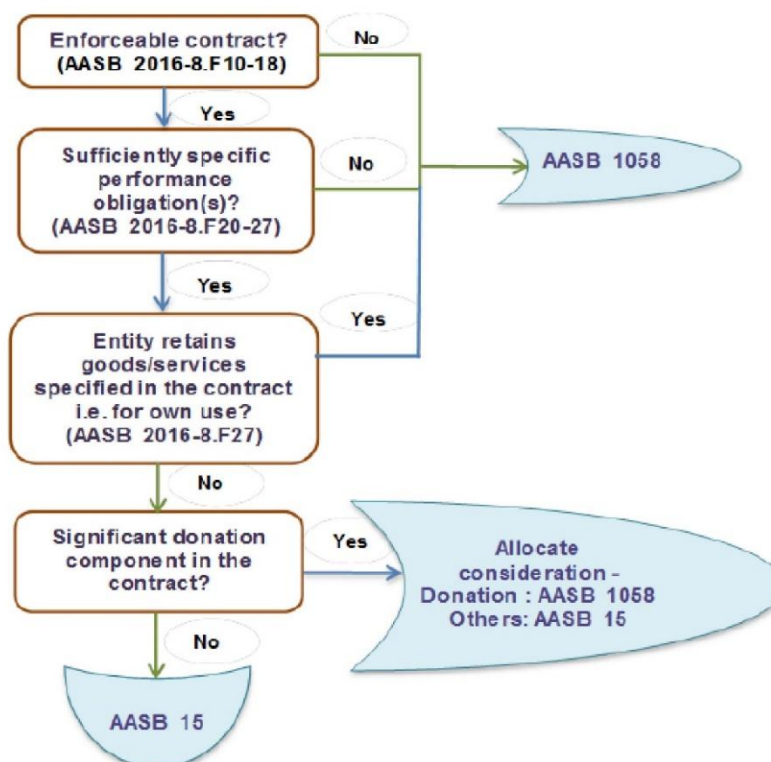 Enforceable contract?
(AASB 2016-8.F10-18)
No
Yes
Sufficiently specific
performance
obligation(s)?
(AASB 2016-8.F20-27)
No
AASB 1058
Yes
Yes
Entity retains
goods/services
specified in the contract
i.e. for own use?
(AASB 2016-8.F27)
No
Significant donation
component in the
contract?
Yes
Allocate
consideration -
Donation : AASB 1058
Others: AASB 15
No
AASB 15